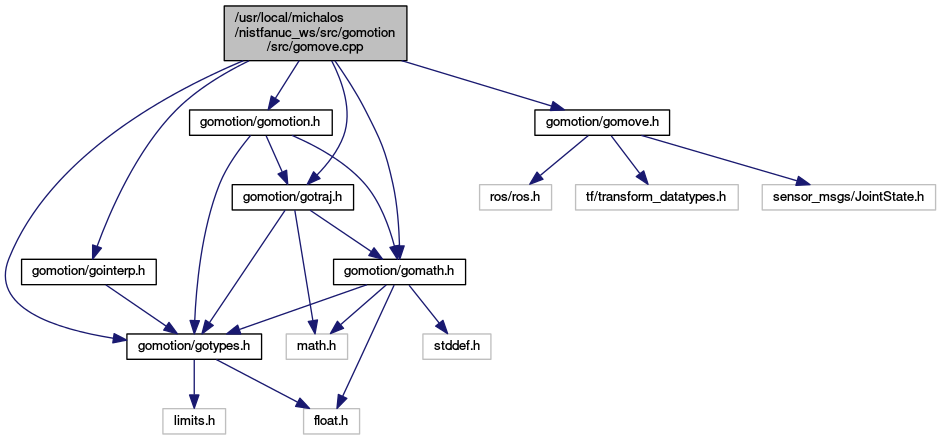 /usr/local/michalos
/nistfanuc_ws/src/gomotion
/src/gomove.cpp
gomotion/gomotion.h
gomotion/gomove.h
gomotion/gotraj.h
ros/ros.h
tf/transform_datatypes.h
sensor_msgs/JointState.h
gomotion/gointerp.h
gomotion/gomath.h
gomotion/gotypes.h
math.h
stddef.h
limits.h
float.h